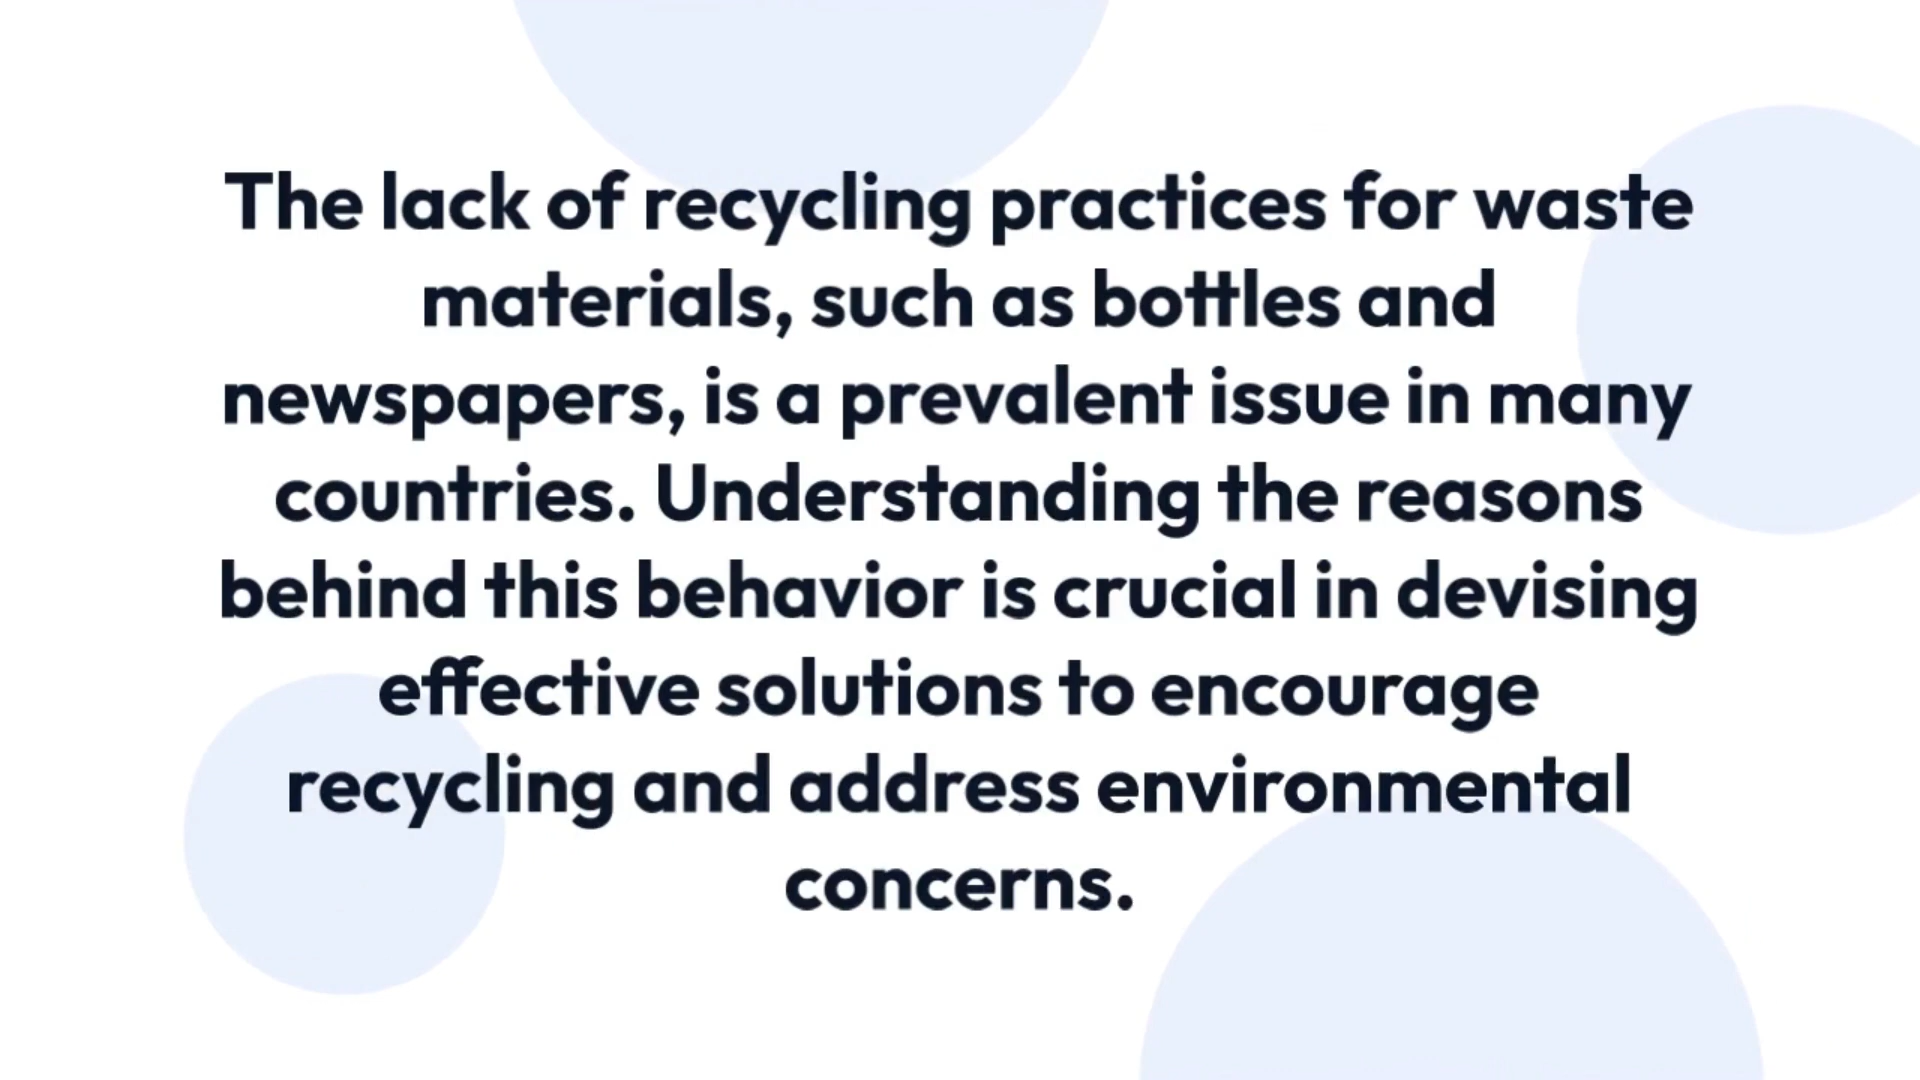 The lack of recycling practices for waste
materials, such as bottles and
newspapers, is a prevalent issue in many
countries. Understanding the reasons
behind this behavior is crucial in devising
effective solutions to encourage
recycling and address environmental
concerns.